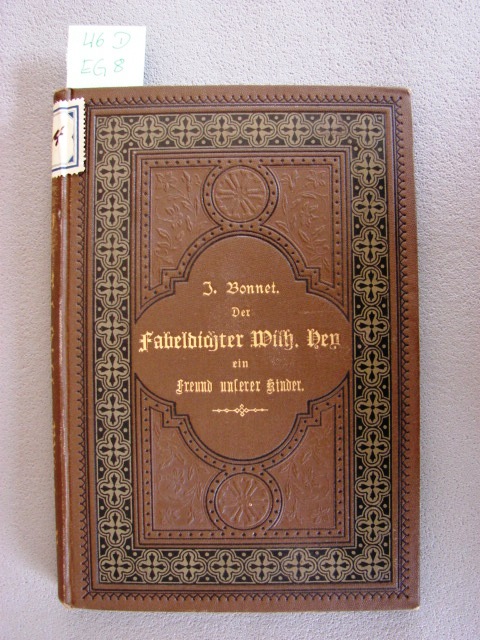 46 D
EG 8
J. Bonnet.
Der
Fabeldichter Wilh. Hey
ein
Freund unserer Kinder.